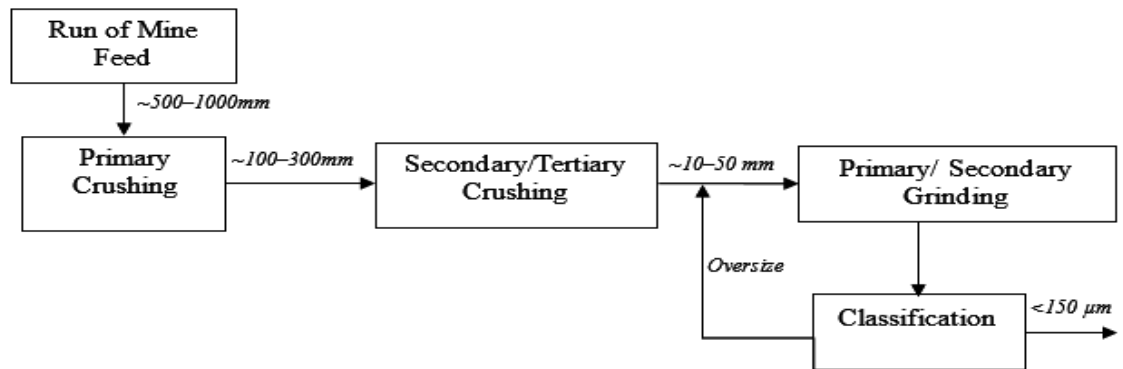 Run of Mine
Feed
~500–1000mm
Primary
Crushing
~100–300mm
Secondary/Tertiary
Crushing
~10–50 mm
Primary/ Secondary
Grinding
Oversize
Classification
<150 μm